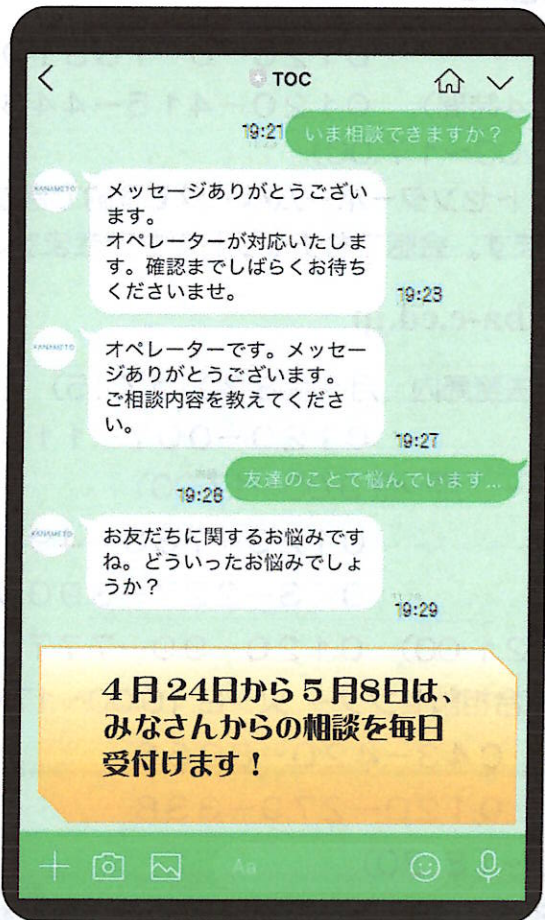 TOC
19:21
いま相談できますか？
KANAMETO
メッセージありがとうござい
ます。
オペレーターが対応いたしま
す。確認までしばらくお待ち
くださいませ。
19:23
KANAMETO
オペレーターです。メッセー
ジありがとうございます。
ご相談内容を教えてくださ
い。
19:27
友達のことで悩んでいます...
19:28
KANAMETO
お友だちに関するお悩みです
ね。どういったお悩みでしょ
うか？
19:29
４月24日から５月8日は、
みなさんからの相談を毎日
受付けます！
Aa